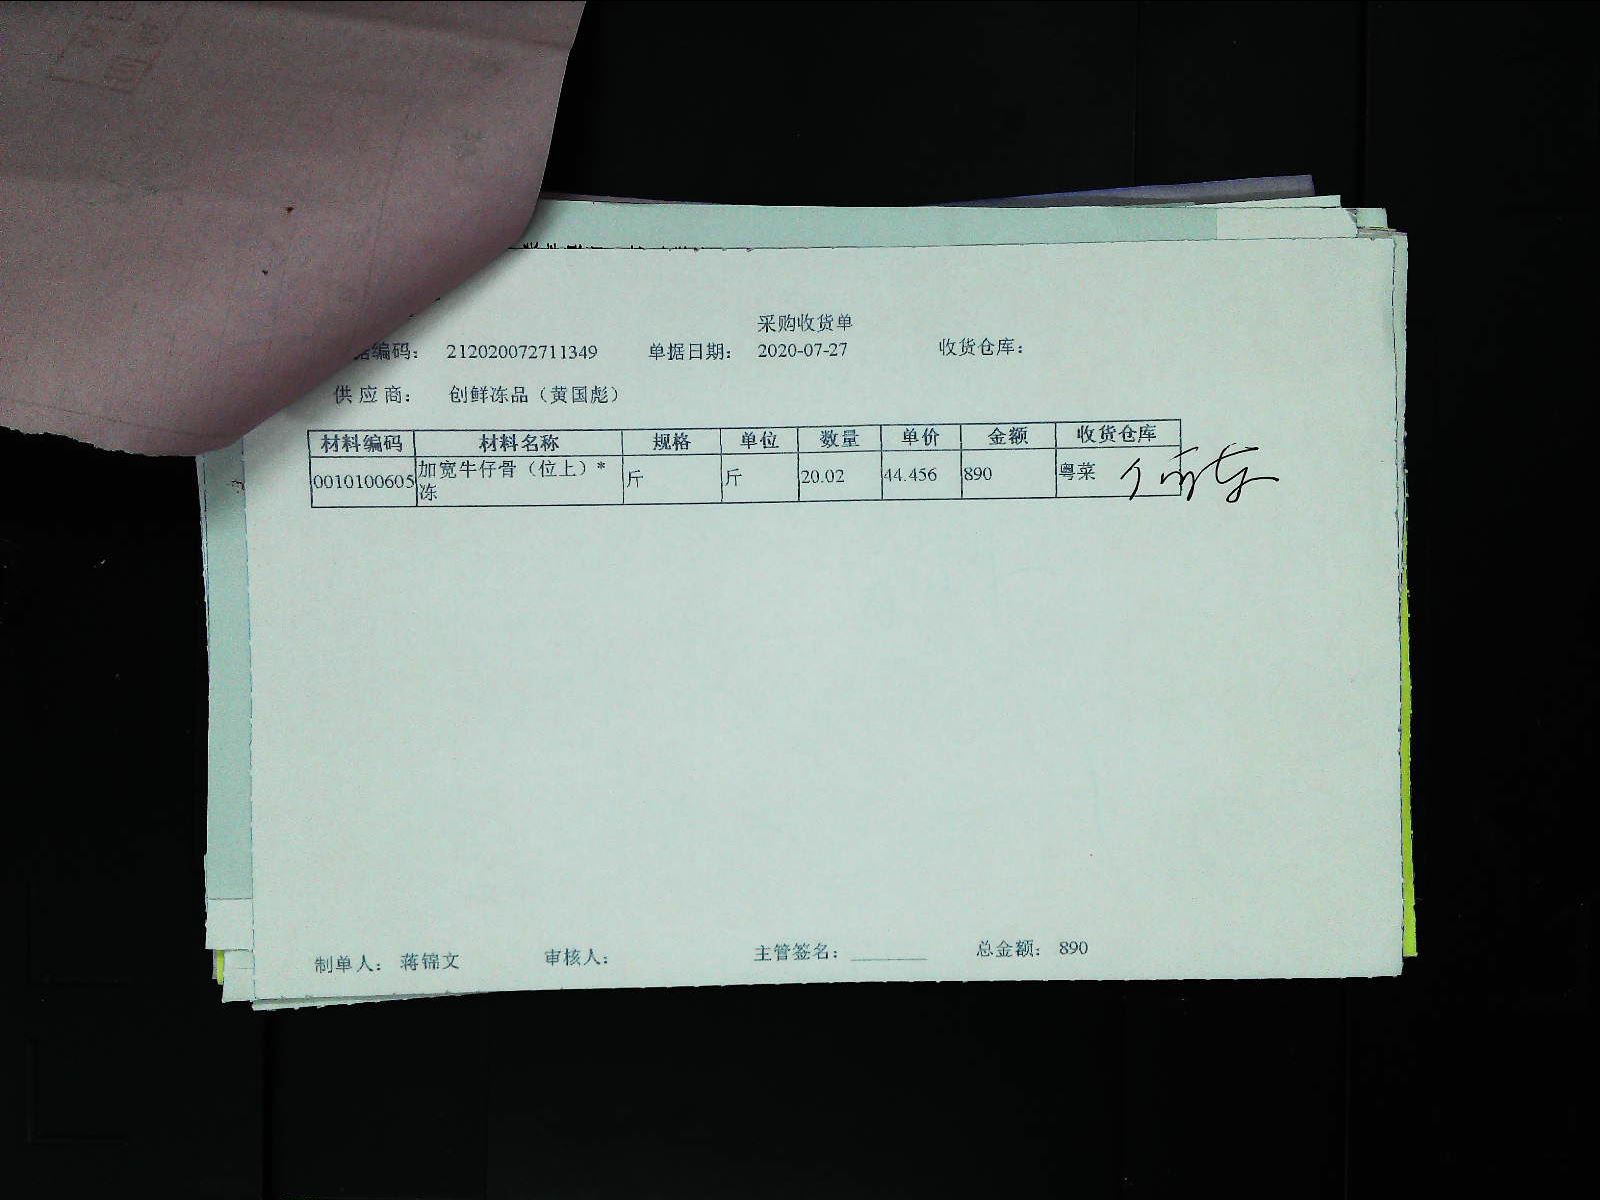 采购收货单
据编码： 212020072711349 单据日期： 2020-07-27 收货仓库：
供应商： 创鲜冻品（黄国彪）
材料编码 材料名称 规格 单位 数量 单价 金额 收货仓库
0010100605 加宽牛仔骨（位上）* 斤 斤 20.02 44.456 890 粤菜
冻
制单人： 蒋锦文 审核人： 主管签名： ________ 总金额： 890